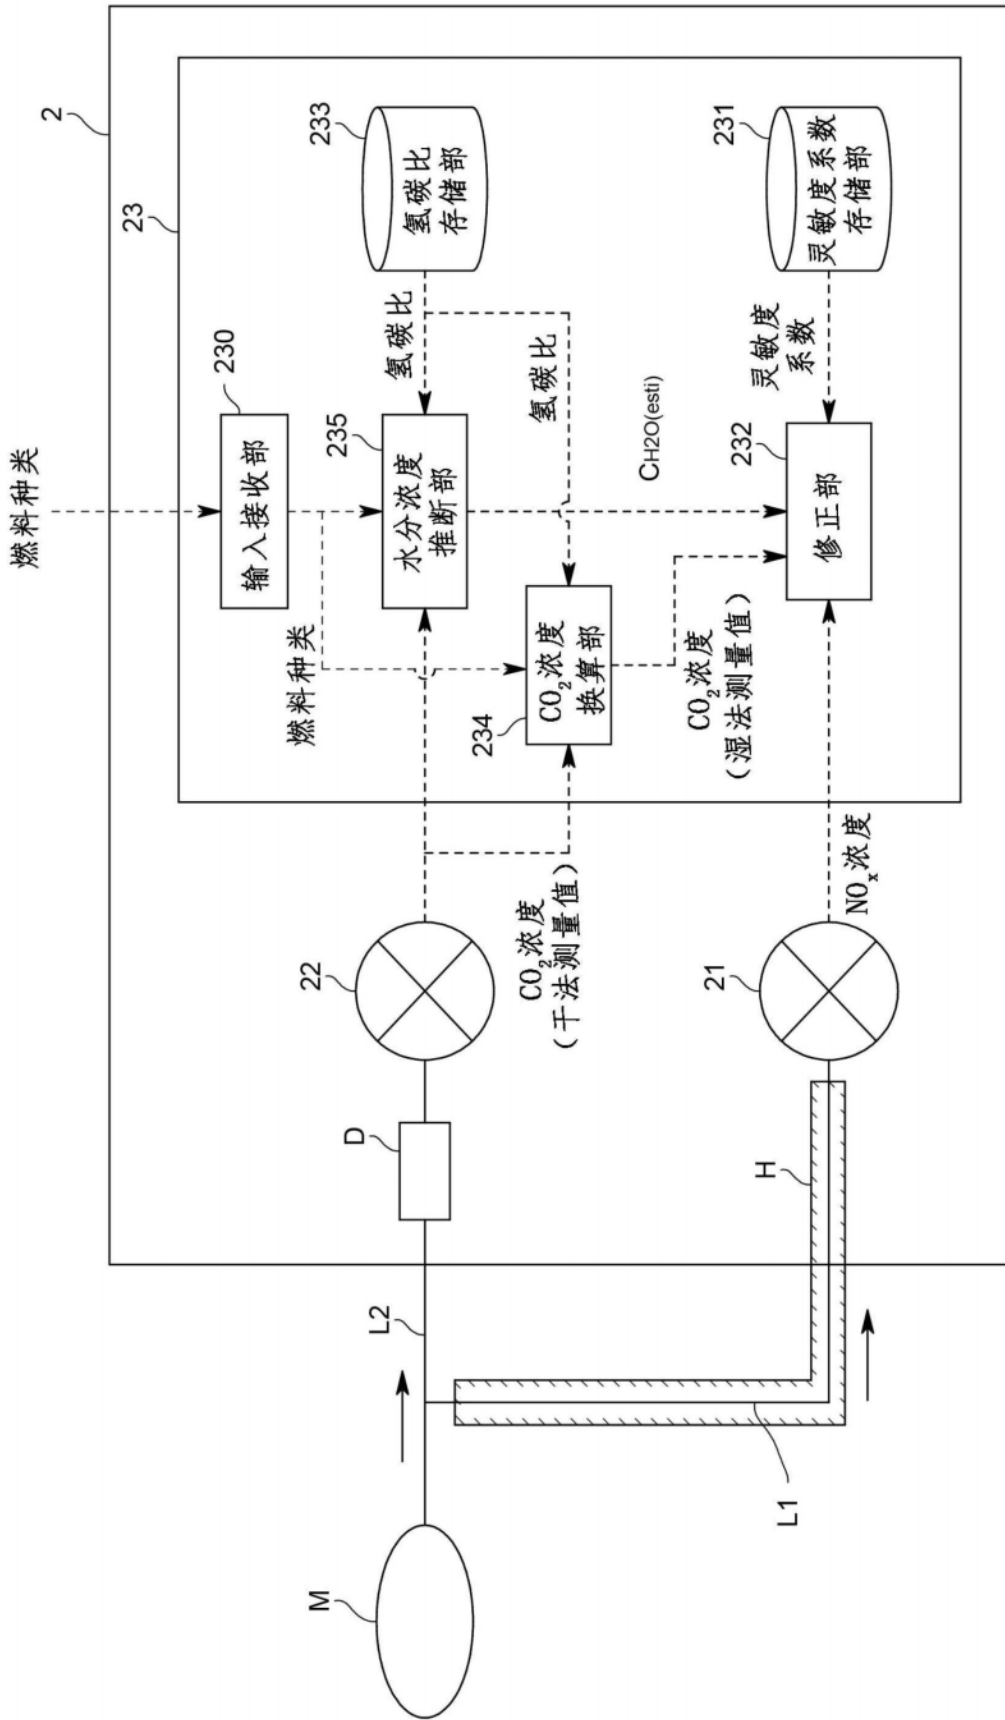 2
23
燃料种类
230
输入接收部
燃料种类
235
水分浓度
推断部
氢碳比
233
氢碳比
存储部
氢碳比
234
CO₂浓度
换算部
CH2O(esti)
CO₂浓度
(湿法测量值)
232
修正部
灵敏度
系数
231
灵敏度系数
存储部
22
CO₂浓度
(干法测量值)
21
NOₓ浓度
D
H
L2
L1
M